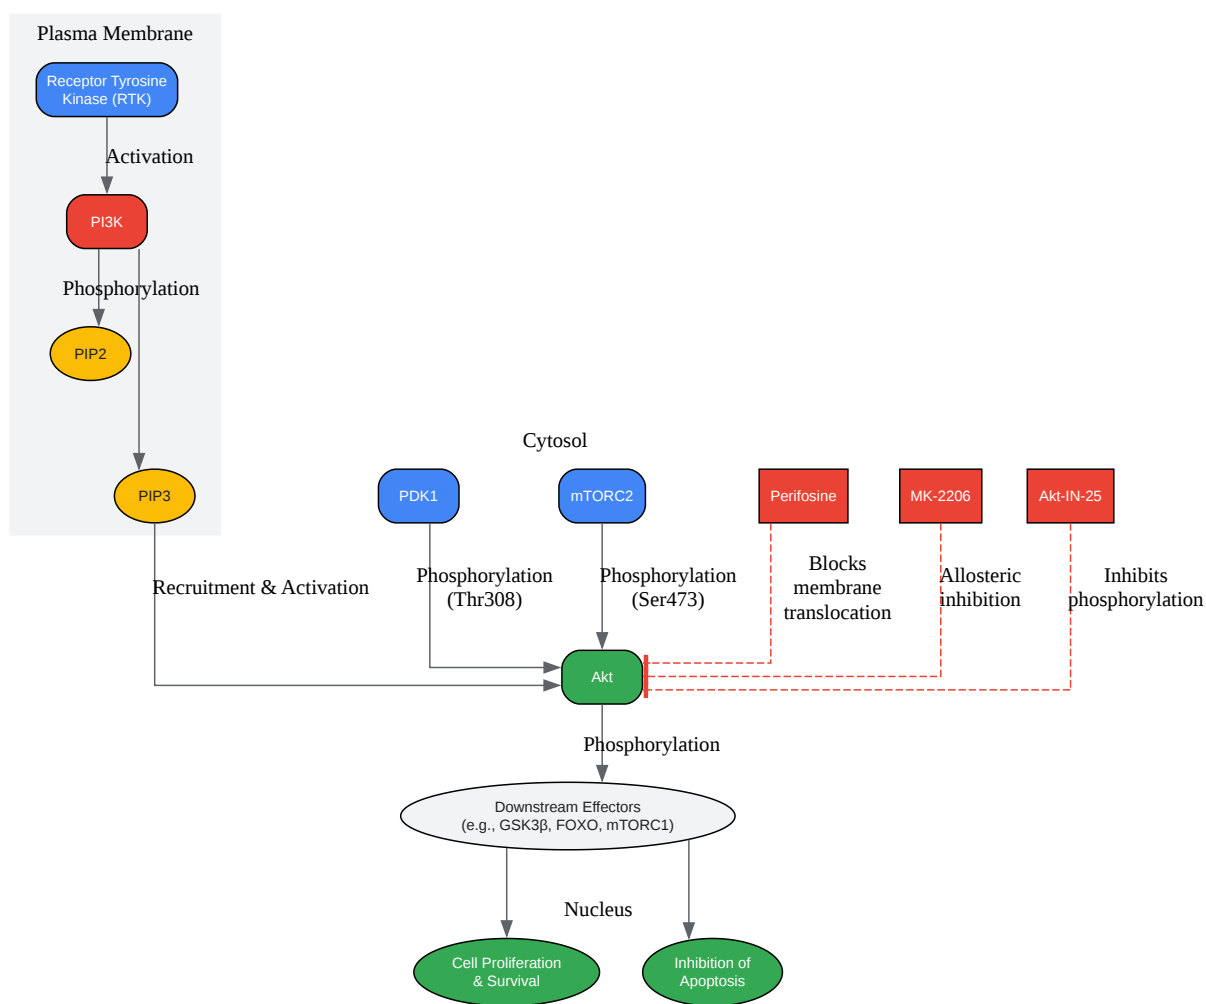 Plasma Membrane
Receptor Tyrosine
Kinase (RTK)
Activation
PI3K
Phosphorylation
PIP2
Cytosol
PIP3
PDK1
mTORC2
Perifosine
MK-2206
Akt-IN-25
Recruitment & Activation
Phosphorylation
(Thr308)
Phosphorylation
(Ser473)
Blocks
membrane
translocation
Allosteric
inhibition
Inhibits
phosphorylation
Akt
Phosphorylation
Downstream Effectors
(e.g., GSK3β, FOXO, mTORC1)
Nucleus
Cell Proliferation
& Survival
Inhibition of
Apoptosis